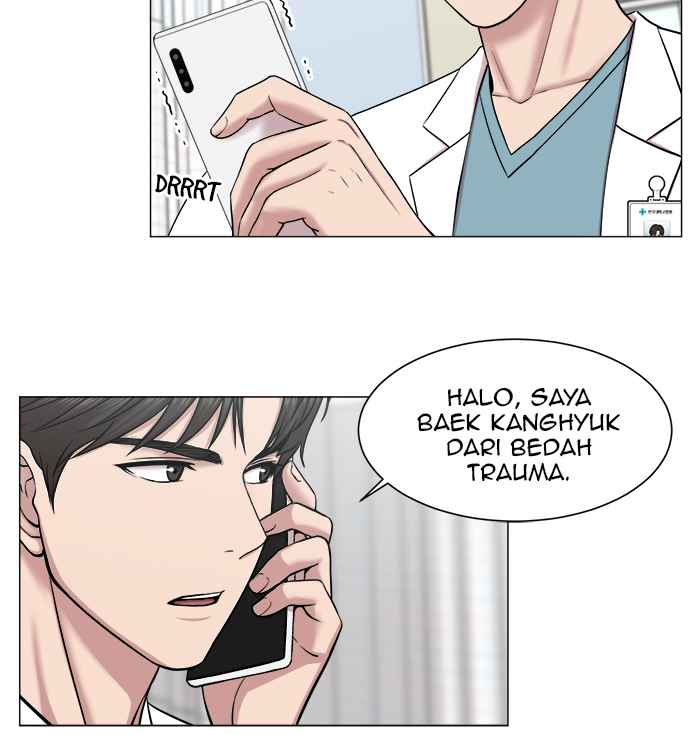 DRRRT
HALO, SAYA
BAEK KANGHYUK
DARI BEDAH
TRAUMA.